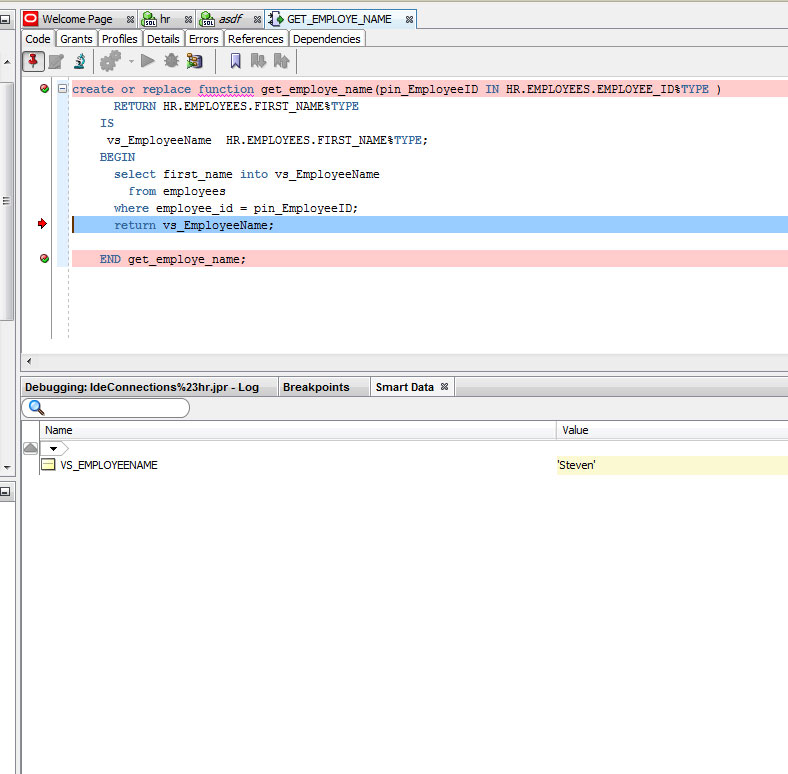 Welcome Page hr asdf GET_EMPLOYE_NAME
Code Grants Profiles Details Errors References Dependencies
create or replace function get_employe_name(pin_EmployeeID IN HR.EMPLOYEES.EMPLOYEE_ID%TYPE )
RETURN HR.EMPLOYEES.FIRST_NAME%TYPE
IS
vs_EmployeeName HR.EMPLOYEES.FIRST_NAME%TYPE;
BEGIN
select first_name into vs_EmployeeName
from employees
where employee_id = pin_EmployeeID;
return vs_EmployeeName;
END get_employe_name;
Debugging: IdeConnections%23hr.jpr - Log Breakpoints Smart Data
Name Value
VS_EMPLOYEENAME 'Steven'